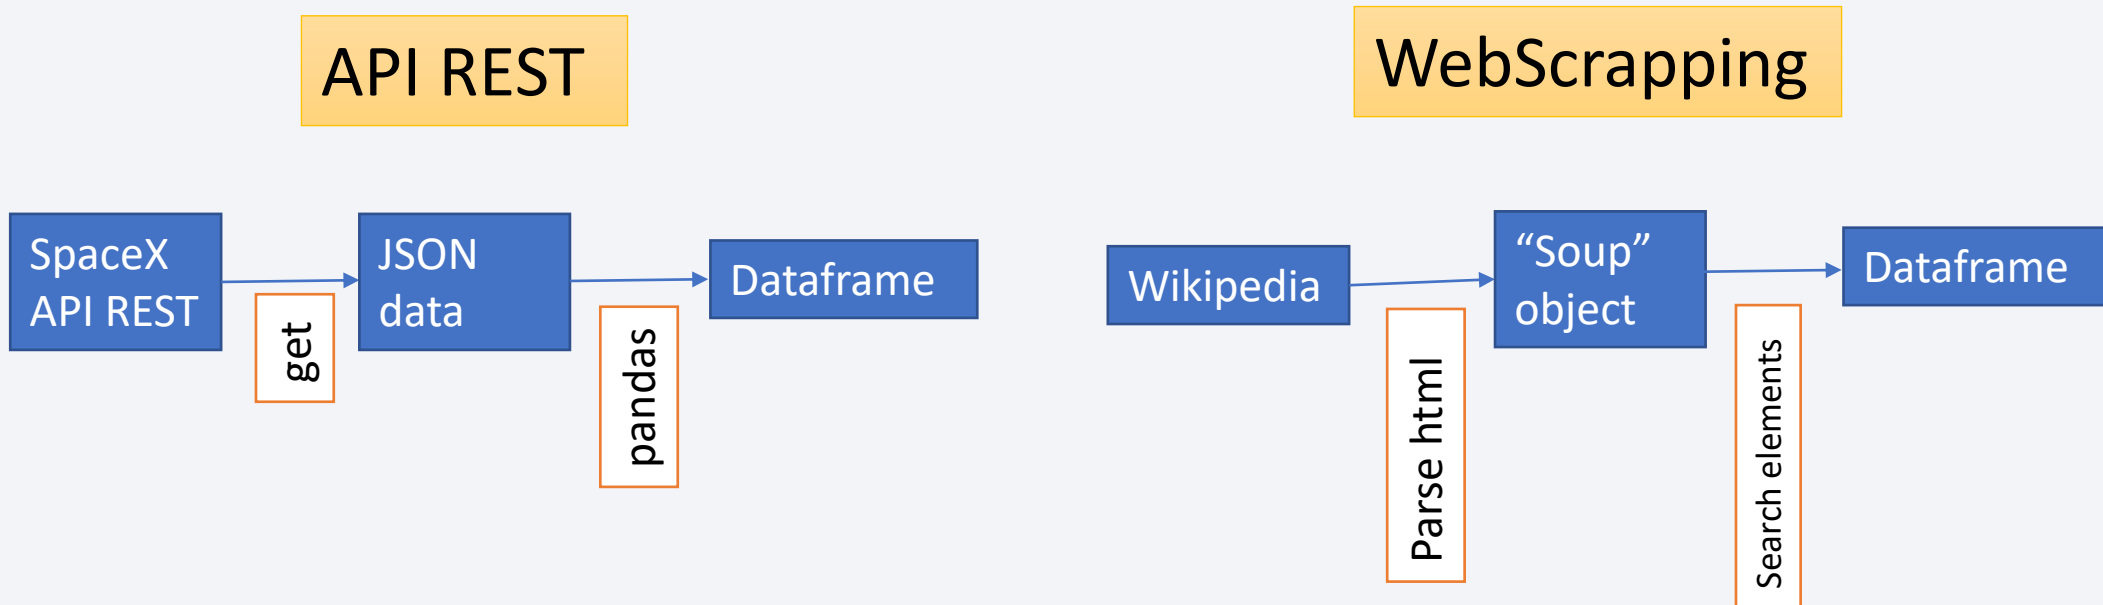 API REST
SpaceX
API REST
get
JSON
data
pandas
Dataframe
WebScrapping
Wikipedia
Parse html
“Soup”
object
Search elements
Dataframe